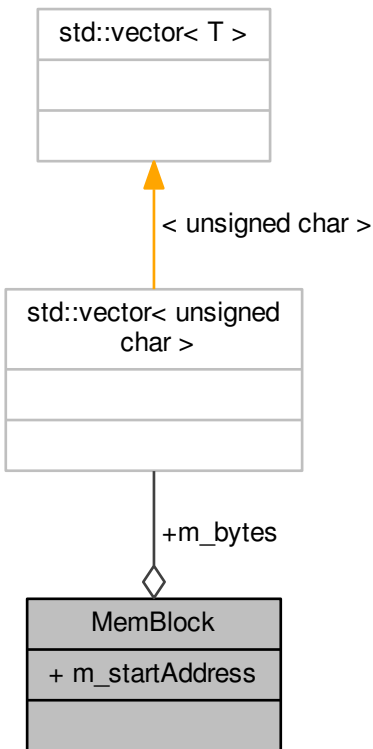 std::vector< T >
< unsigned char >
std::vector< unsigned
char >
+m_bytes
MemBlock
+ m_startAddress